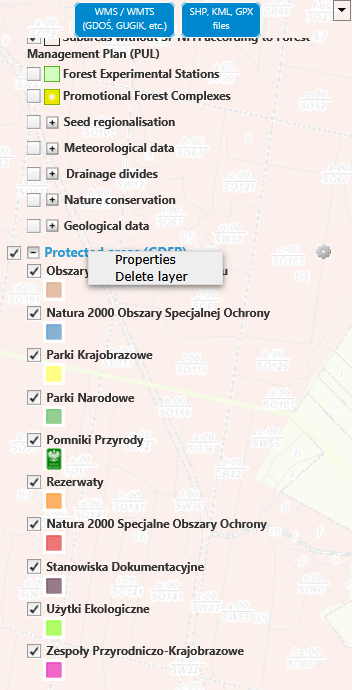 WMS / WMTS
(GDOŚ, GUGIK, etc.)
SHP, KML, GPX
files
Subareas without SFNFH according to Forest
Management Plan (PUL)
Forest Experimental Stations
Promotional Forest Complexes
Seed regionalisation
Meteorological data
Drainage divides
Nature conservation
Geological data
Protected areas (GDEP)
Properties
Delete layer
Obszary
Natura 2000 Obszary Specjalnej Ochrony
Parki Krajobrazowe
Parki Narodowe
Pomniki Przyrody
Rezerwaty
Natura 2000 Specjalne Obszary Ochrony
Stanowiska Dokumentacyjne
Użytki Ekologiczne
Zespoły Przyrodniczo-Krajobrazowe